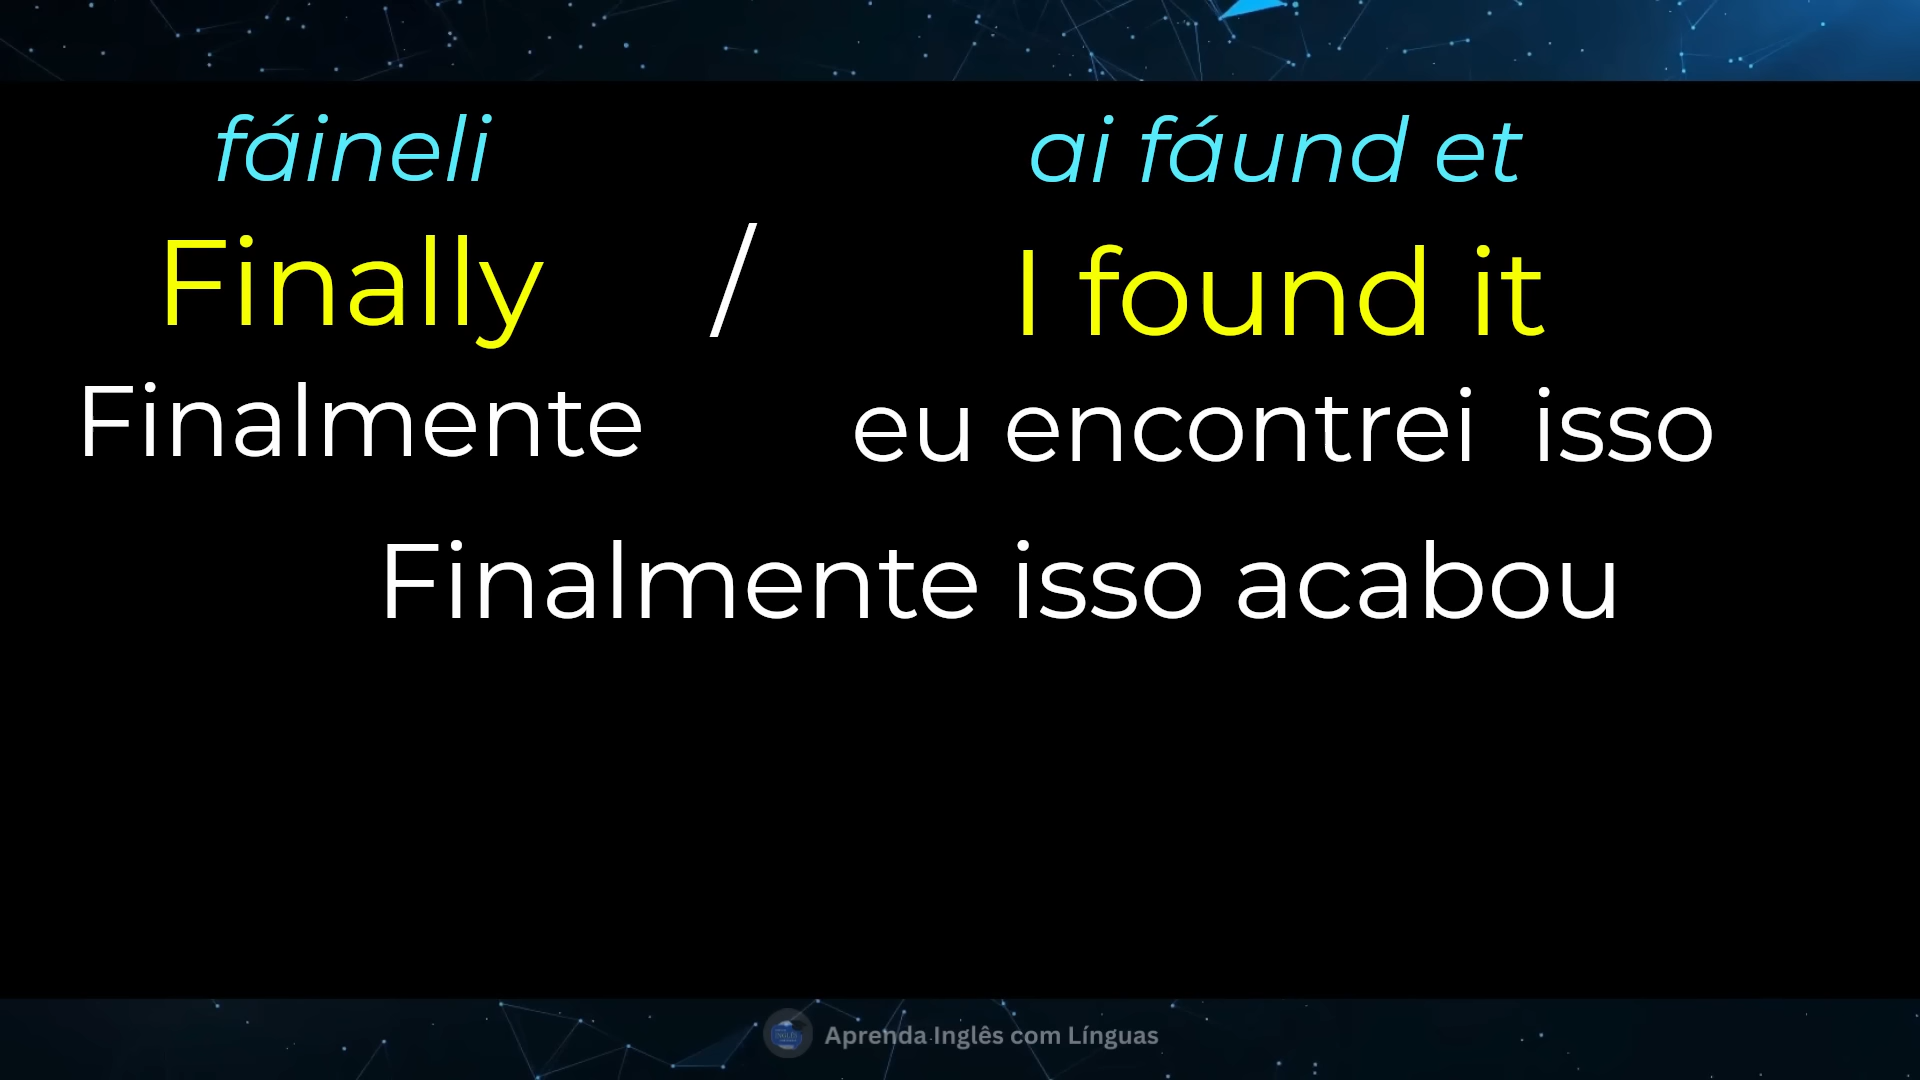 fáineli ai fáund et
Finally / I found it
Finalmente eu encontrei isso
Finalmente isso acabou
Aprenda Inglês com Línguas